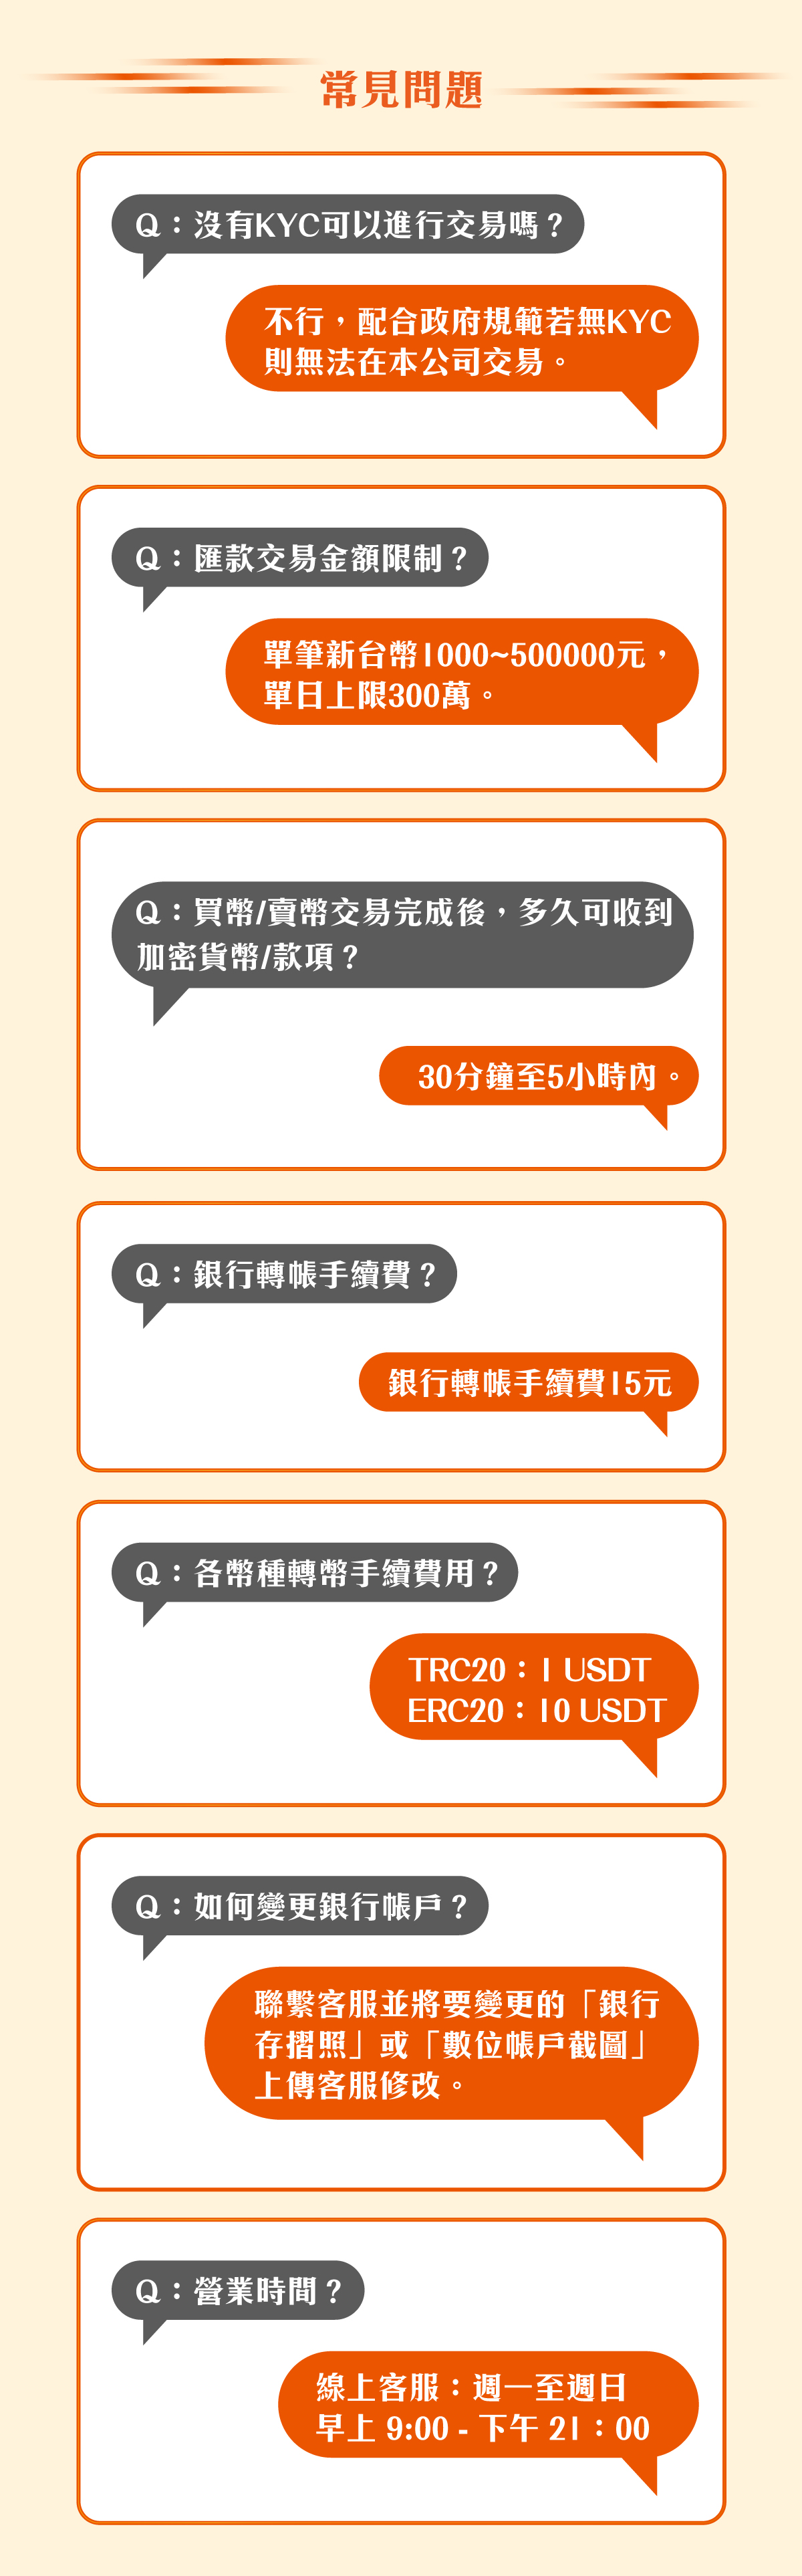 常見問題
Q：沒有KYC可以進行交易嗎？
不行，配合政府規範若無KYC
則無法在本公司交易。
Q：匯款交易金額限制？
單筆新台幣1000~500000元，
單日上限300萬。
Q：買幣/賣幣交易完成後，多久可收到
加密貨幣/款項？
30分鐘至5小時內。
Q：銀行轉帳手續費？
銀行轉帳手續費15元
Q：各幣種轉幣手續費用？
TRC20：1 USDT
ERC20：10 USDT
Q：如何變更銀行帳戶？
聯繫客服並將要變更的「銀行
存摺照」或「數位帳戶截圖」
上傳客服修改。
Q：營業時間？
線上客服：週一至週日
早上 9:00 - 下午 21：00